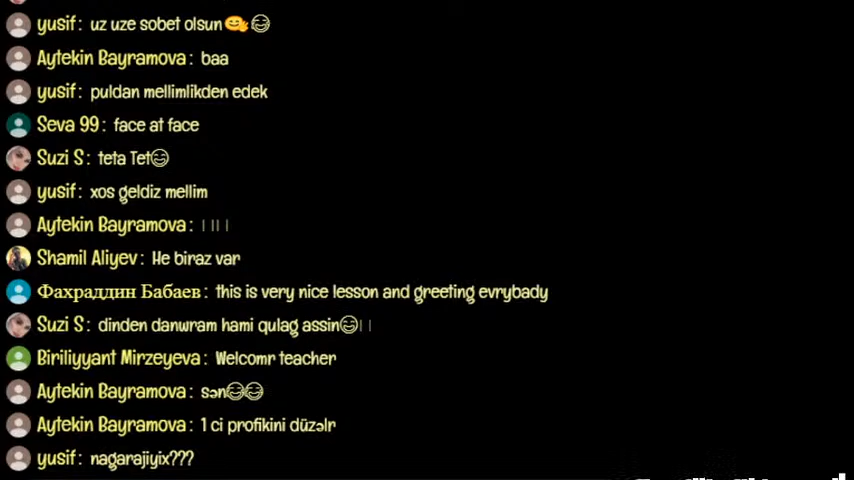 yusif: uz uze sobet olsun🤗😊
Aytekin Bayramova: baa
yusif: puldan mellimlikden edek
Seva 99: face at face
Suzi S: teta Tet😊
yusif: xos geldiz mellim
Aytekin Bayramova:
Shamil Aliyev: He biraz var
Фахраддин Бабаев: this is very nice lesson and greeting evrybady
Suzi S: dinden danwram hami qulag assin😊
Biriliyyant Mirzeyeva: Welcomr teacher
Aytekin Bayramova: sən😊😊
Aytekin Bayramova: 1 ci profikini düzəlr
yusif: nagarajiyix???